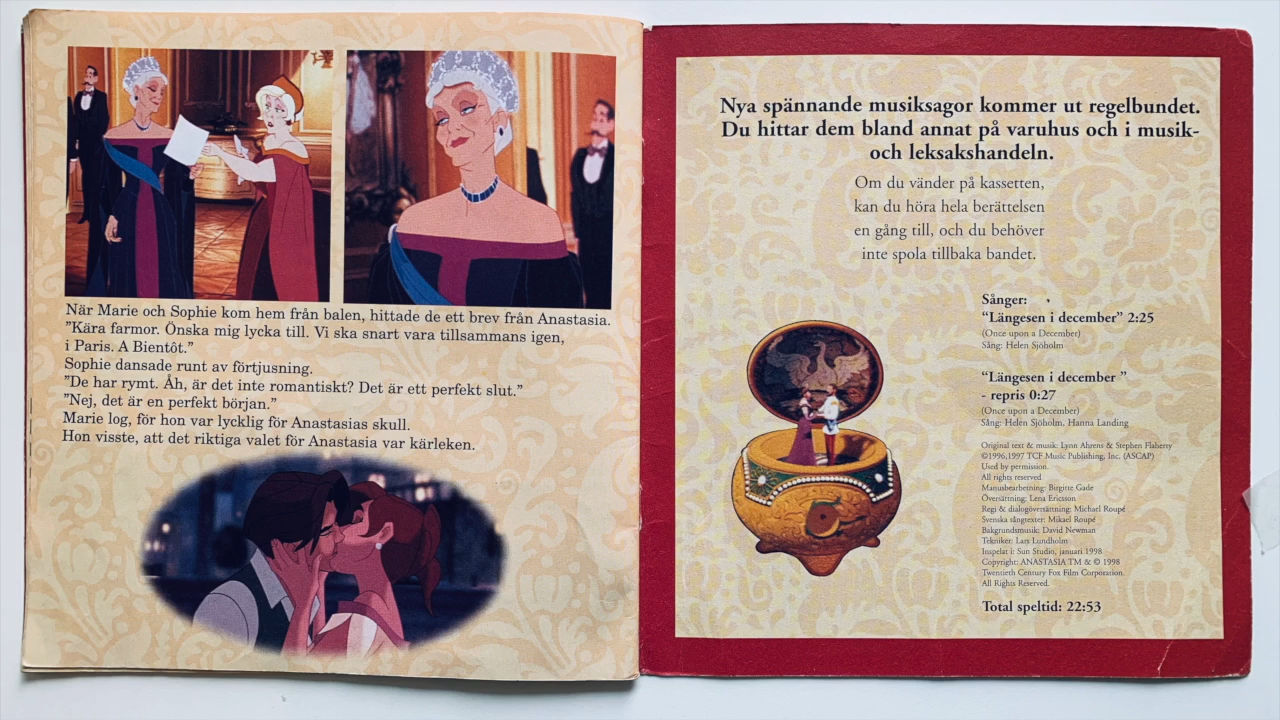 När Marie och Sophie kom hem från balen, hittade de ett brev från Anastasia.
”Kära farmor. Önska mig lycka till. Vi ska snart vara tillsammans igen,
i Paris. A Bientôt.”
Sophie dansade runt av förtjusning.
”De har rymt. Åh, är det inte romantiskt? Det är ett perfekt slut.”
”Nej, det är en perfekt början.”
Marie log, för hon var lycklig för Anastasias skull.
Hon visste, att det riktiga valet för Anastasia var kärleken.
Nya spännande musiksagor kommer ut regelbundet.
Du hittar dem bland annat på varuhus och i musik-
och leksakshandeln.
Om du vänder på kassetten,
kan du höra hela berättelsen
en gång till, och du behöver
inte spola tillbaka bandet.
Sånger:
“Längesen i december” 2:25
(Once upon a December)
Sång: Helen Sjöholm
“Längesen i december ”
- repris 0:27
(Once upon a December)
Sång: Helen Sjöholm, Hanna Landing
Original text & musik: Lynn Ahrens & Stephen Flaherty
©1996,1997 TCF Music Publishing, Inc. (ASCAP)
Used by permission.
All rights reserved
Manusbearbetning: Birgitte Gade
Översättning: Lena Ericsson
Regi & dialogöversättning: Michael Roupé
Svenska sångtexter: Mikael Roupé
Bakgrundsmusik: David Newman
Tekniker: Lars Lundholm
Inspelat i: Sun Studio, januari 1998
Copyright: ANASTASIA TM & © 1998
Twentieth Century Fox Film Corporation.
All Rights Reserved.
Total speltid: 22:53